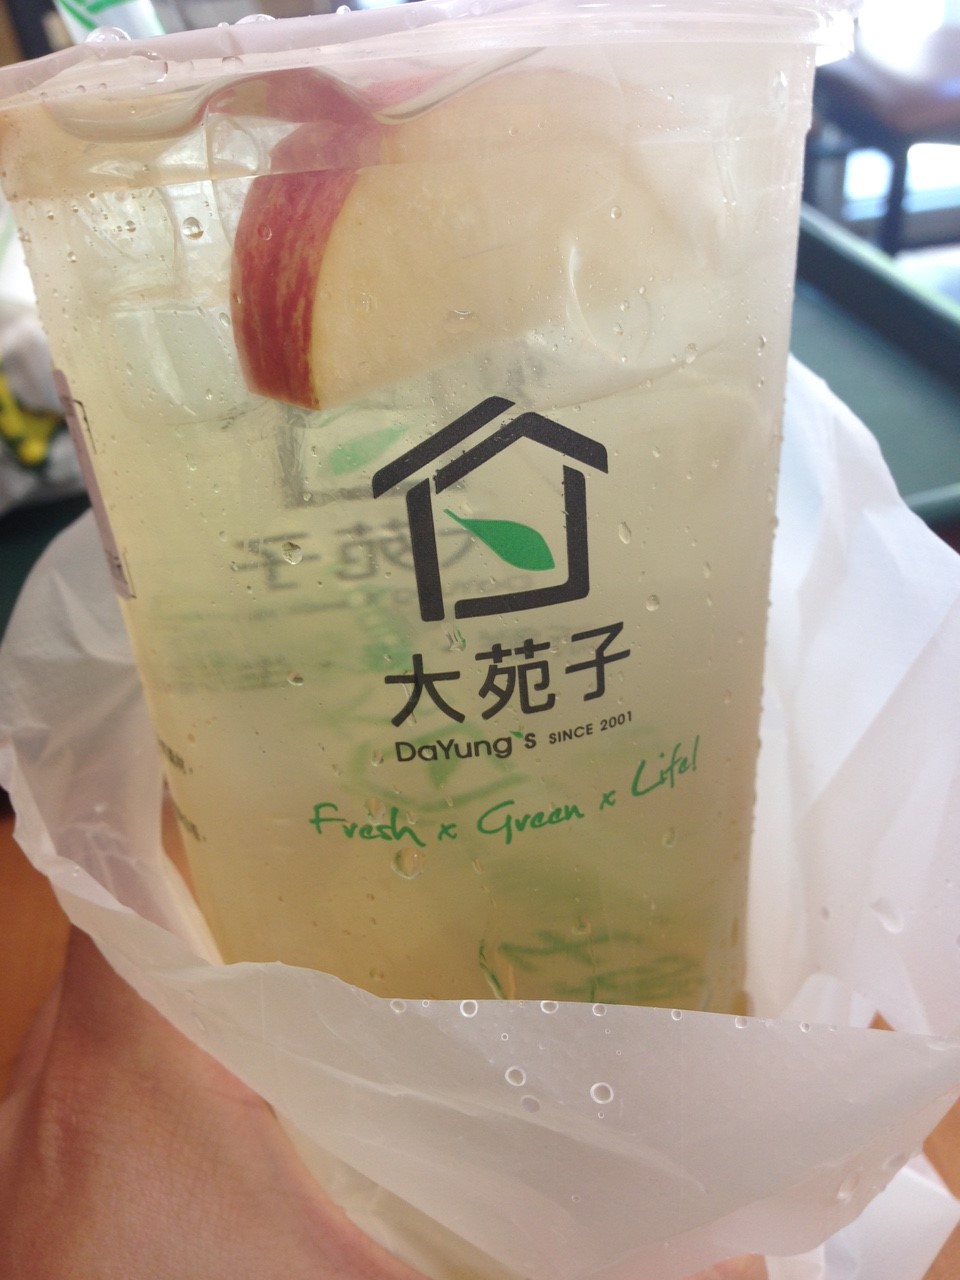 大苑子
DaYung's SINCE 2001
Fresh x Green x Life!